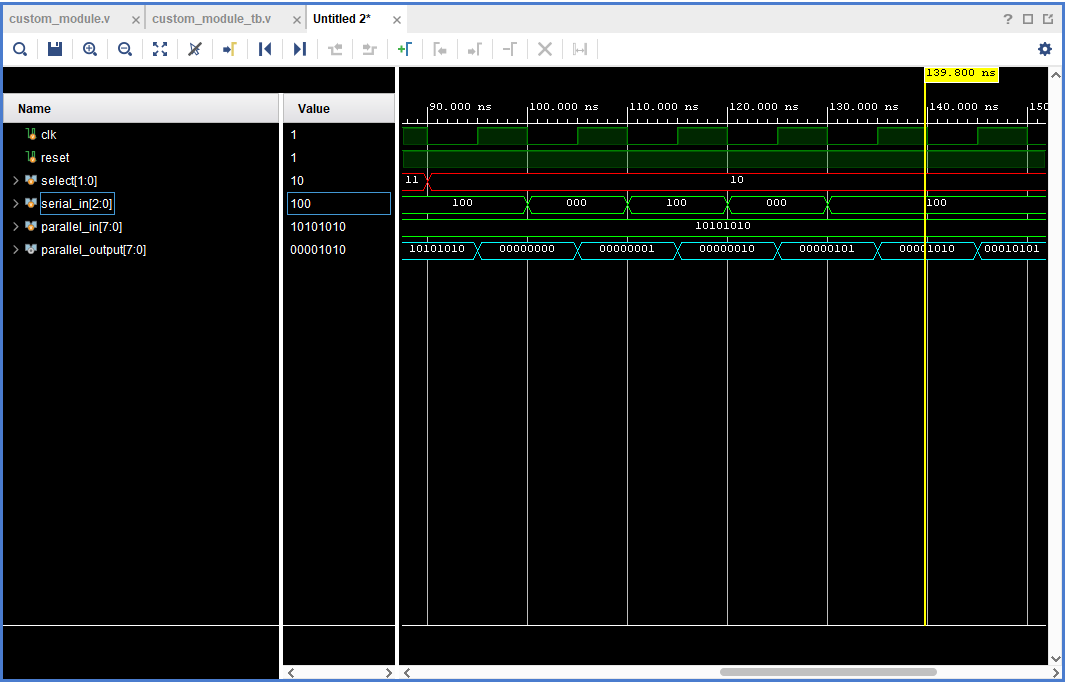 custom_module.v × custom_module_tb.v × Untitled 2* ×
?
139.800 ns
Name Value
90.000 ns 100.000 ns 110.000 ns 120.000 ns 130.000 ns 140.000 ns 150
clk 1
reset 1
select[1:0] 10 11 10
serial_in[2:0] 100 100 000 100 000 100
parallel_in[7:0] 10101010 10101010
parallel_output[7:0] 00001010 10101010 00000000 00000001 00000010 00000101 00001010 00010101